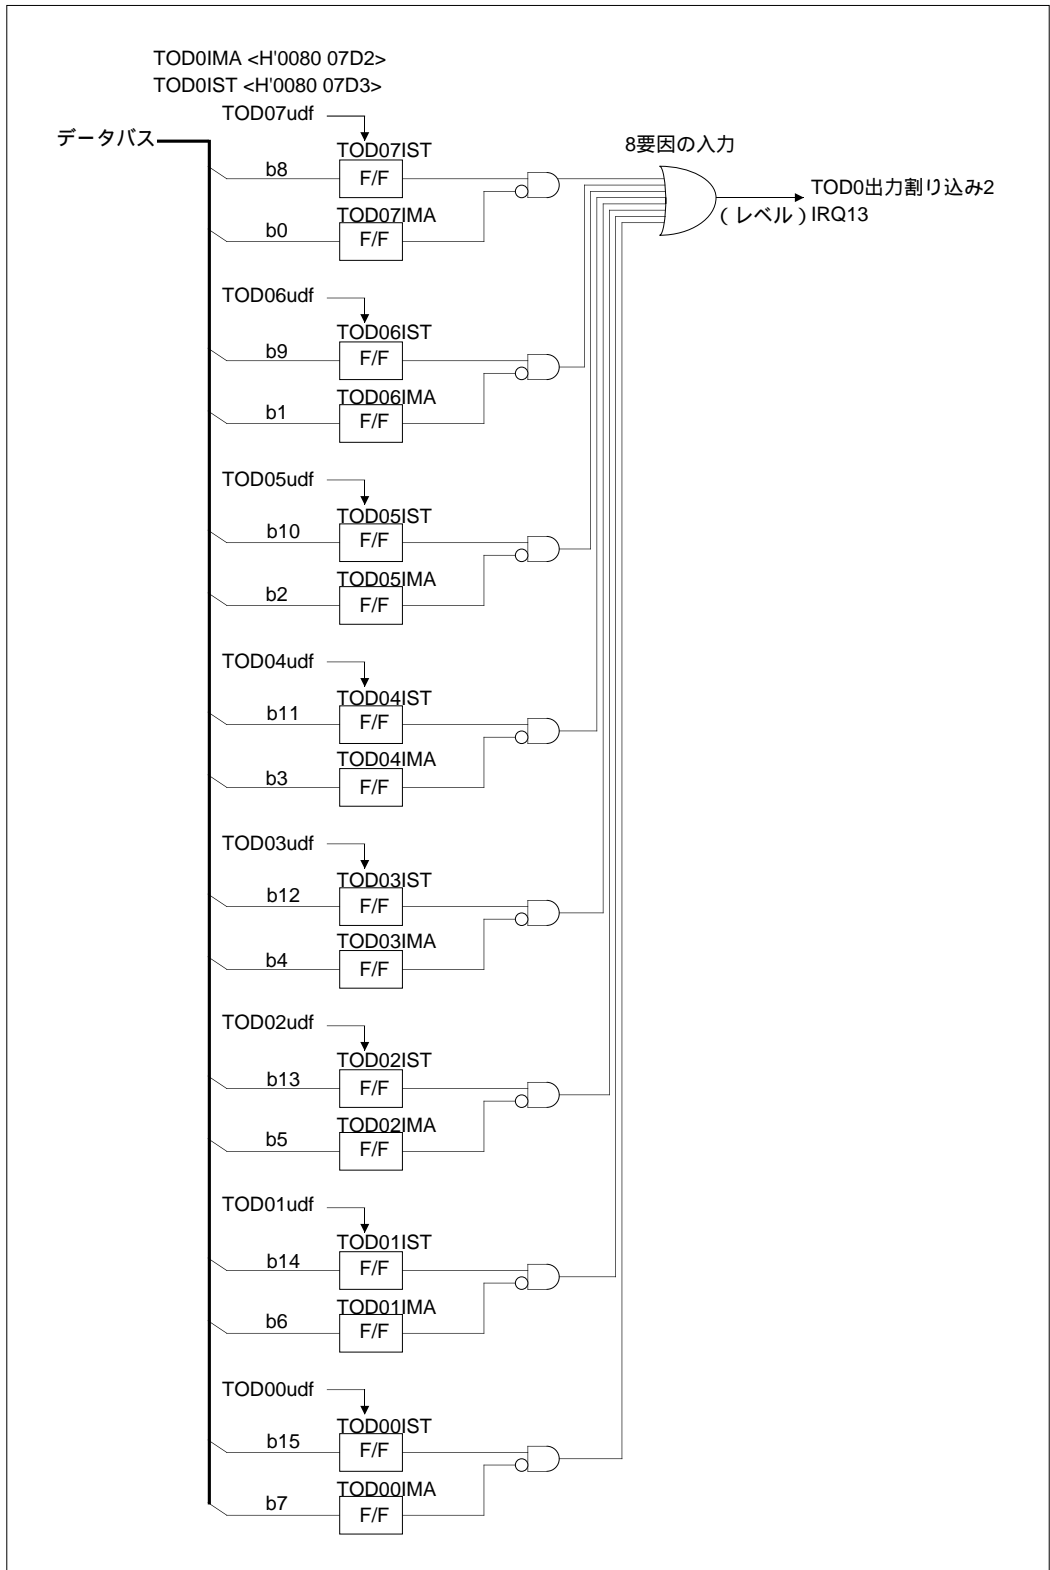 TOD0IMA <H'0080 07D2>
TOD0IST <H'0080 07D3>
TOD07udf
データバス
TOD07IST
8要因の入力
b8
F/F
TOD0出力割り込み2
(レベル) IRQ13
TOD07IMA
b0
F/F
TOD06udf
TOD06IST
b9
F/F
TOD06IMA
b1
F/F
TOD05udf
TOD05IST
b10
F/F
TOD05IMA
b2
F/F
TOD04udf
TOD04IST
b11
F/F
TOD04IMA
b3
F/F
TOD03udf
TOD03IST
b12
F/F
TOD03IMA
b4
F/F
TOD02udf
TOD02IST
b13
F/F
TOD02IMA
b5
F/F
TOD01udf
TOD01IST
b14
F/F
TOD01IMA
b6
F/F
TOD00udf
TOD00IST
b15
F/F
TOD00IMA
b7
F/F